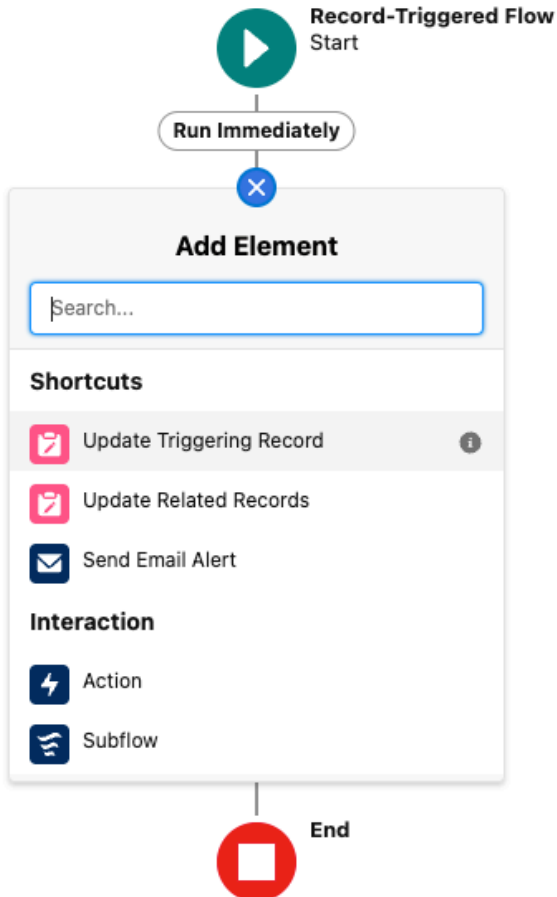 Record-Triggered Flow
Start
Run Immediately
Add Element
Search...
Shortcuts
Update Triggering Record
Update Related Records
Send Email Alert
Interaction
Action
Subflow
End